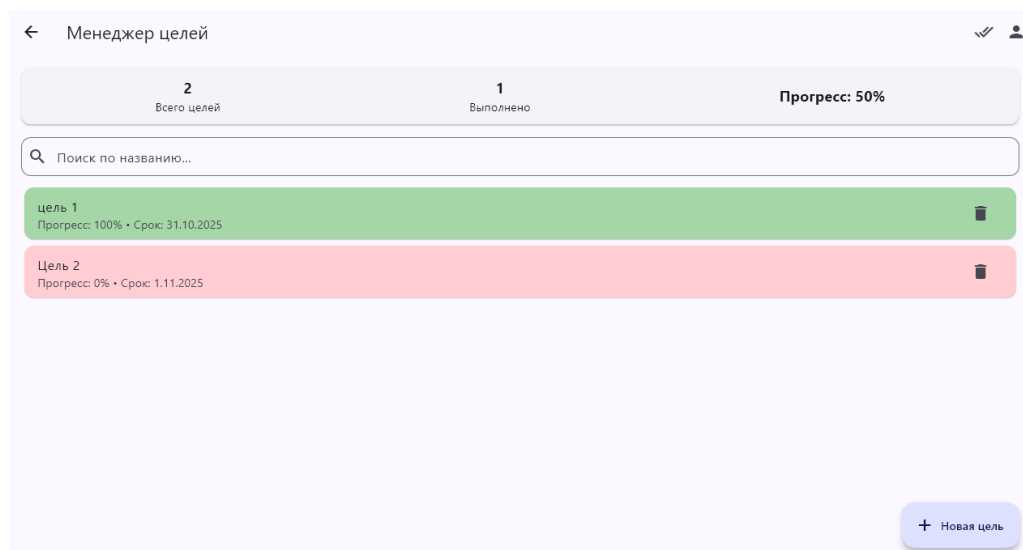 Менеджер целей
2
Всего целей
1
Выполнено
Прогресс: 50%
Поиск по названию...
цель 1
Прогресс: 100% • Срок: 31.10.2025
Цель 2
Прогресс: 0% • Срок: 1.11.2025
Новая цель